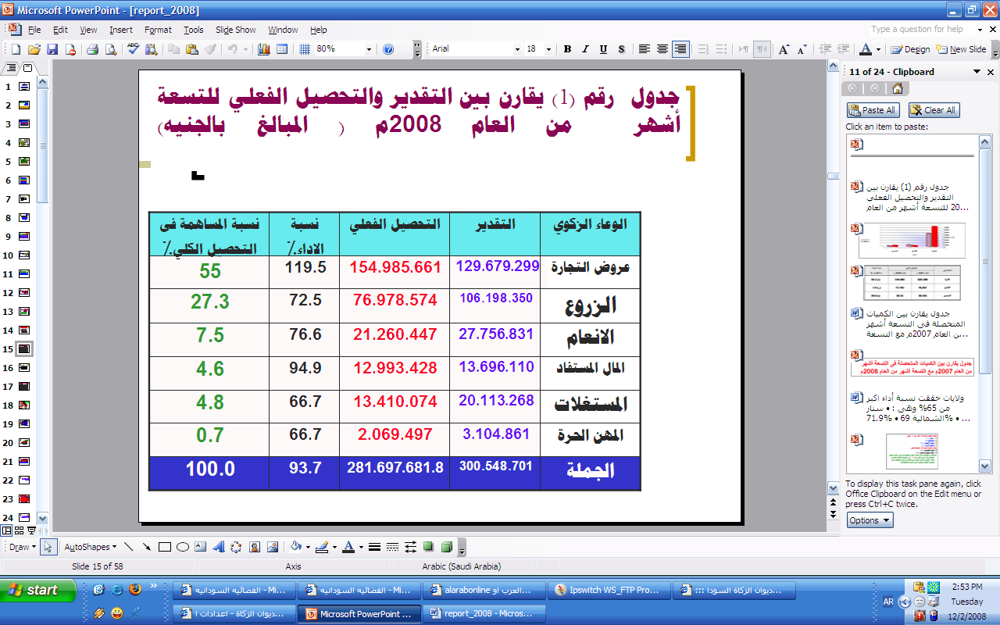 Microsoft PowerPoint - [report_2008]
File Edit View Insert Format Tools Slide Show Window Help
Type a question for help
80%
Arial 18 B I U S Design New Slide
1
2
3
4
5
6
7
8
9
10
11
12
13
14
15
16
17
18
19
20
21
22
23
24
جدول رقم (1) يقارن بين التقدير والتحصيل الفعلي للتسعة
أشهر من العام 2008م ( المبالغ بالجنيه)
الوعاء الزكوي التقدير التحصيل الفعلي نسبة الاداء٪ نسبة المساهمة فى التحصيل الكلي٪
عروض التجارة 129.679.299 154.985.661 119.5 55
الزروع 106.198.350 76.978.574 72.5 27.3
الانعام 27.756.831 21.260.447 76.6 7.5
المال المستفاد 13.696.110 12.993.428 94.9 4.6
المستغلات 20.113.268 13.410.074 66.7 4.8
المهن الحرة 3.104.861 2.069.497 66.7 0.7
الجملة 300.548.701 281.697.681.8 93.7 100.0
11 of 24 - Clipboard
Paste All Clear All
Click an item to paste:
جدول رقم (1) يقارن بين
التقدير والتحصيل الفعلي
للتسعة أشهر من العام 20...
جدول يقارن بين الكميات
المتحصلة فى التسعة أشهر
من العام 2007م مع التسعة...
جدول يقارن بين الكميات المتحصلة فى التسعة أشهر
من العام 2007م مع التسعة أشهر من العام 2008م
ولايات حققت نسبة أداء اكبر
من 65% وهى : • سنار
71.9% • الشمالية 69% • ...
To display this task pane again, click
Office Clipboard on the Edit menu or
press Ctrl+C twice.
Options
Draw AutoShapes
Slide 15 of 58 Axis Arabic (Saudi Arabia)
start
الفضائيه السودانيه - Mi...
الفضائيه السودانيه - Mi...
alarabonline العرب او...
Ipswitch WS_FTP Pro...
ديوان الزكاة السودا :::...
ديوان الزكاة - اعدادات ا...
Microsoft PowerPoint ...
report_2008 - Micros...
AR
2:53 PM
Tuesday
12/2/2008